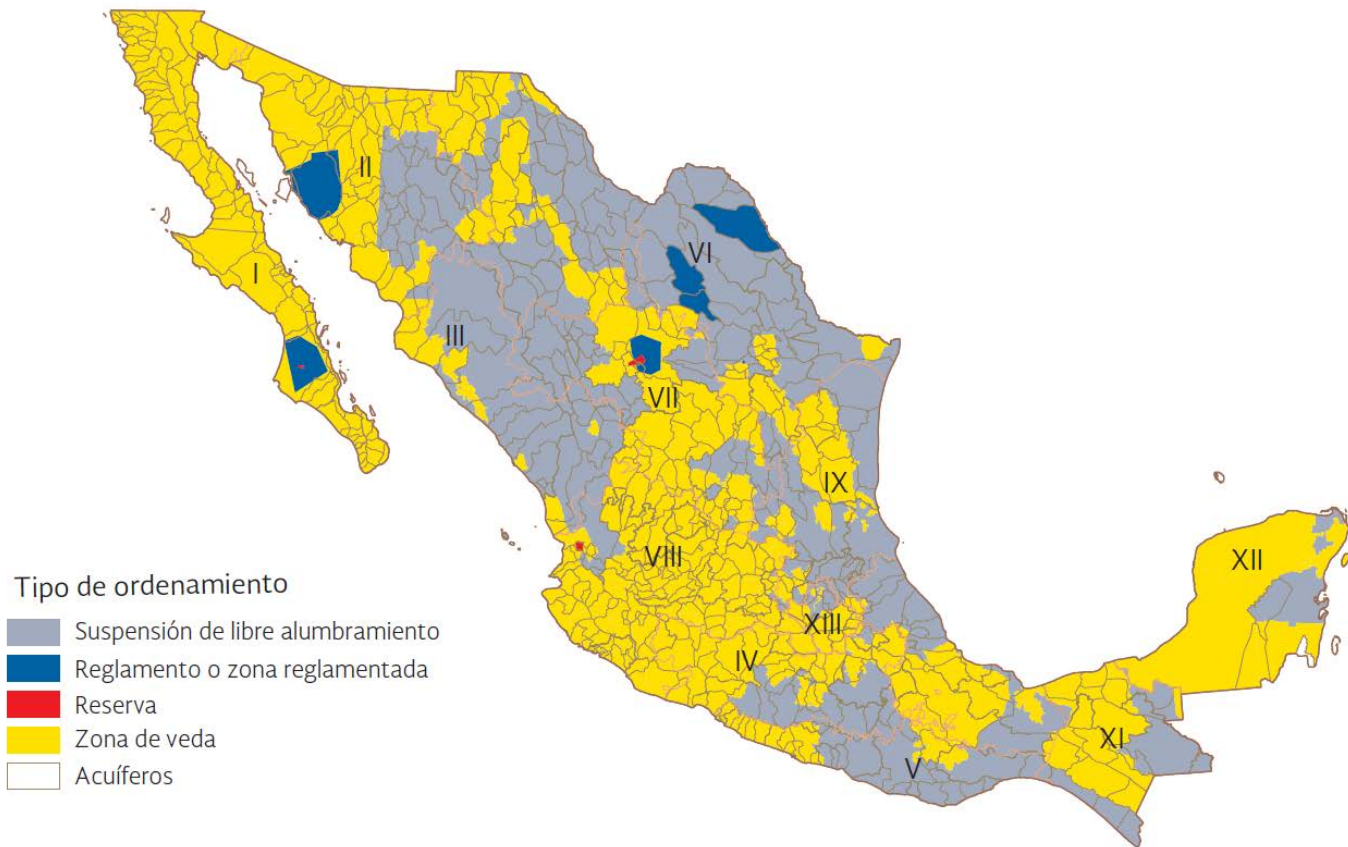 II
VI
I
III
VII
IX
VIII
XII
XIII
IV
XI
V
Tipo de ordenamiento
Suspensión de libre alumbramiento
Reglamento o zona reglamentada
Reserva
Zona de veda
Acuíferos